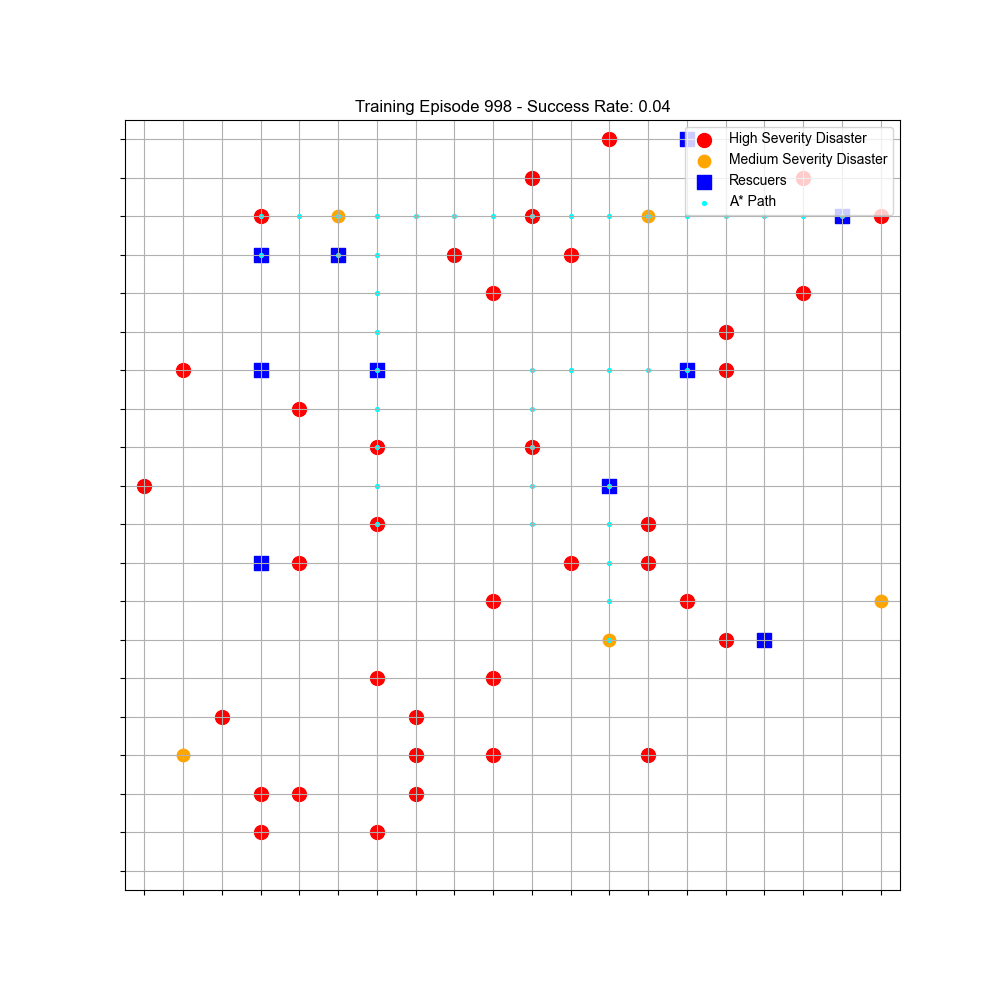 Training Episode 998 - Success Rate: 0.04
High Severity Disaster
Medium Severity Disaster
Rescuers
A* Path